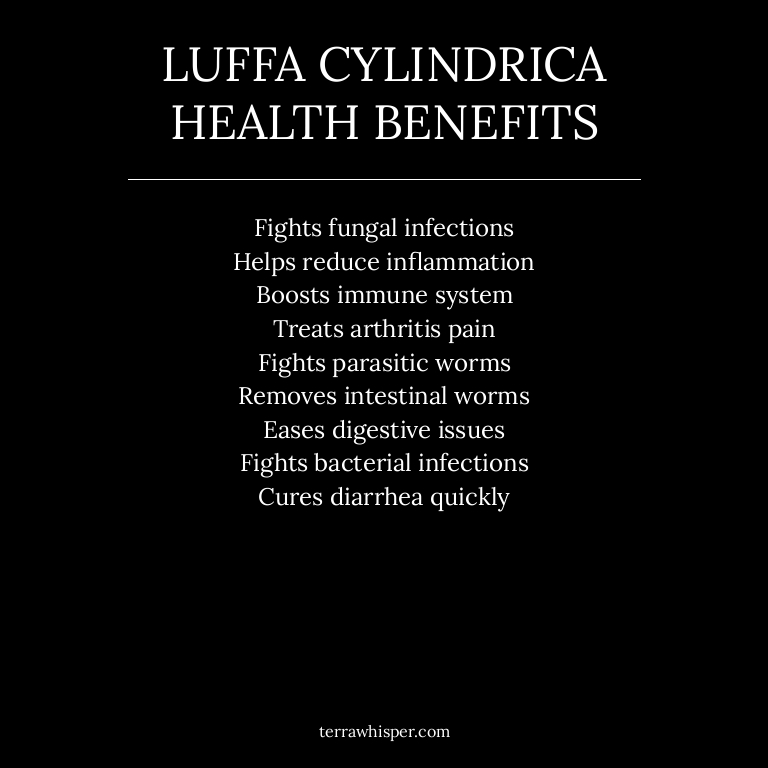 LUFFA CYLINDRICA
HEALTH BENEFITS
Fights fungal infections
Helps reduce inflammation
Boosts immune system
Treats arthritis pain
Fights parasitic worms
Removes intestinal worms
Eases digestive issues
Fights bacterial infections
Cures diarrhea quickly
terrawhisper.com